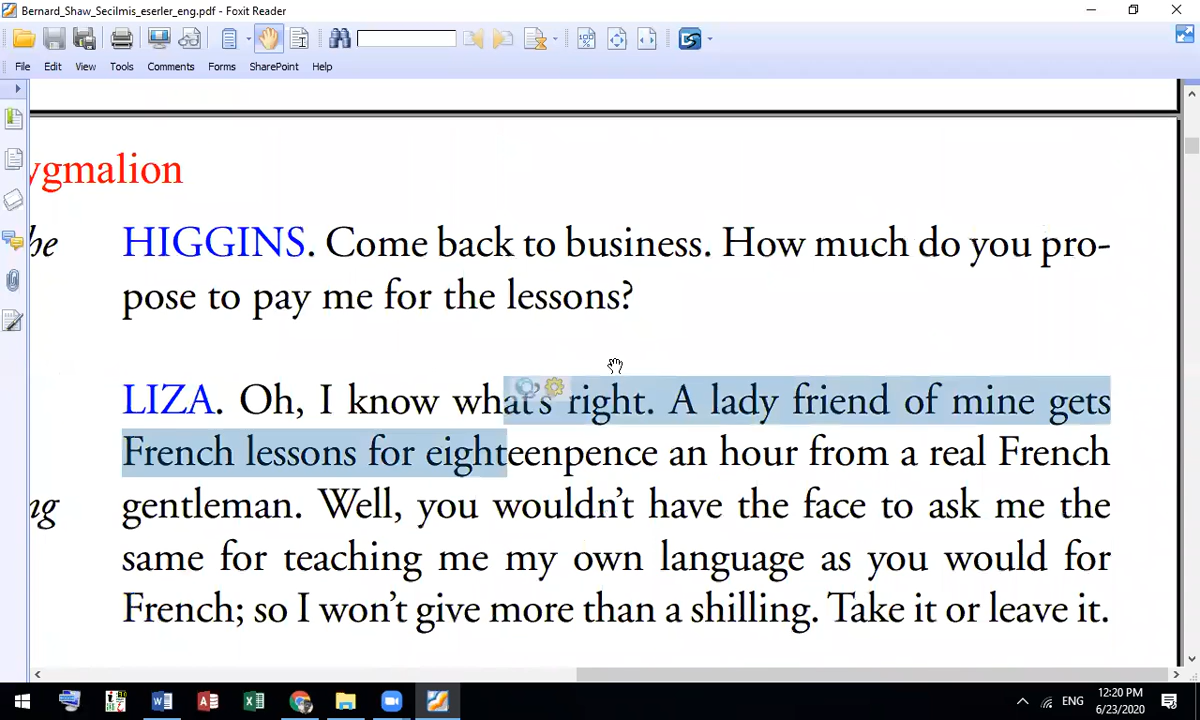 Bernard_Shaw_Secilmis_eserler_eng.pdf - Foxit Reader
File Edit View Tools Comments Forms SharePoint Help
ygmalion
he
HIGGINS. Come back to business. How much do you pro-
pose to pay me for the lessons?
LIZA. Oh, I know what's right. A lady friend of mine gets
French lessons for eighteenpence an hour from a real French
ng
gentleman. Well, you wouldn't have the face to ask me the
same for teaching me my own language as you would for
French; so I won't give more than a shilling. Take it or leave it.
ENG
12:20 PM
6/23/2020